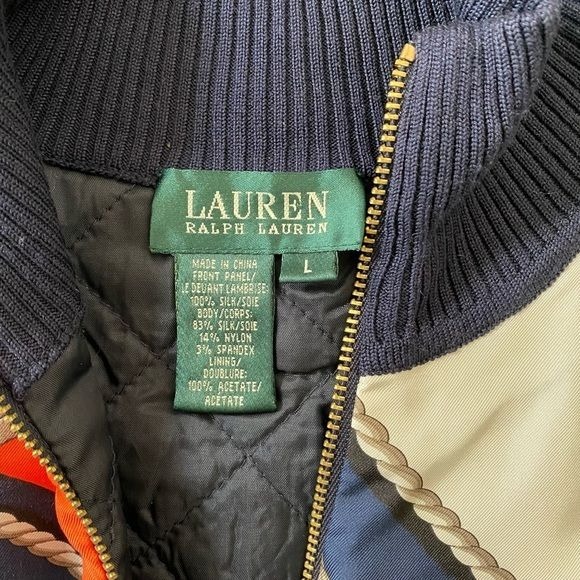 LAUREN
RALPH LAUREN
L
MADE IN CHINA
FRONT PANEL/
LE DEVANT LAMBRISE:
100% SILK/SOIE
BODY/CORPS:
83% SILK/SOIE
14% NYLON
3% SPANDEX
LINING/
DOUBLURE:
100% ACETATE/
ACÉTATE